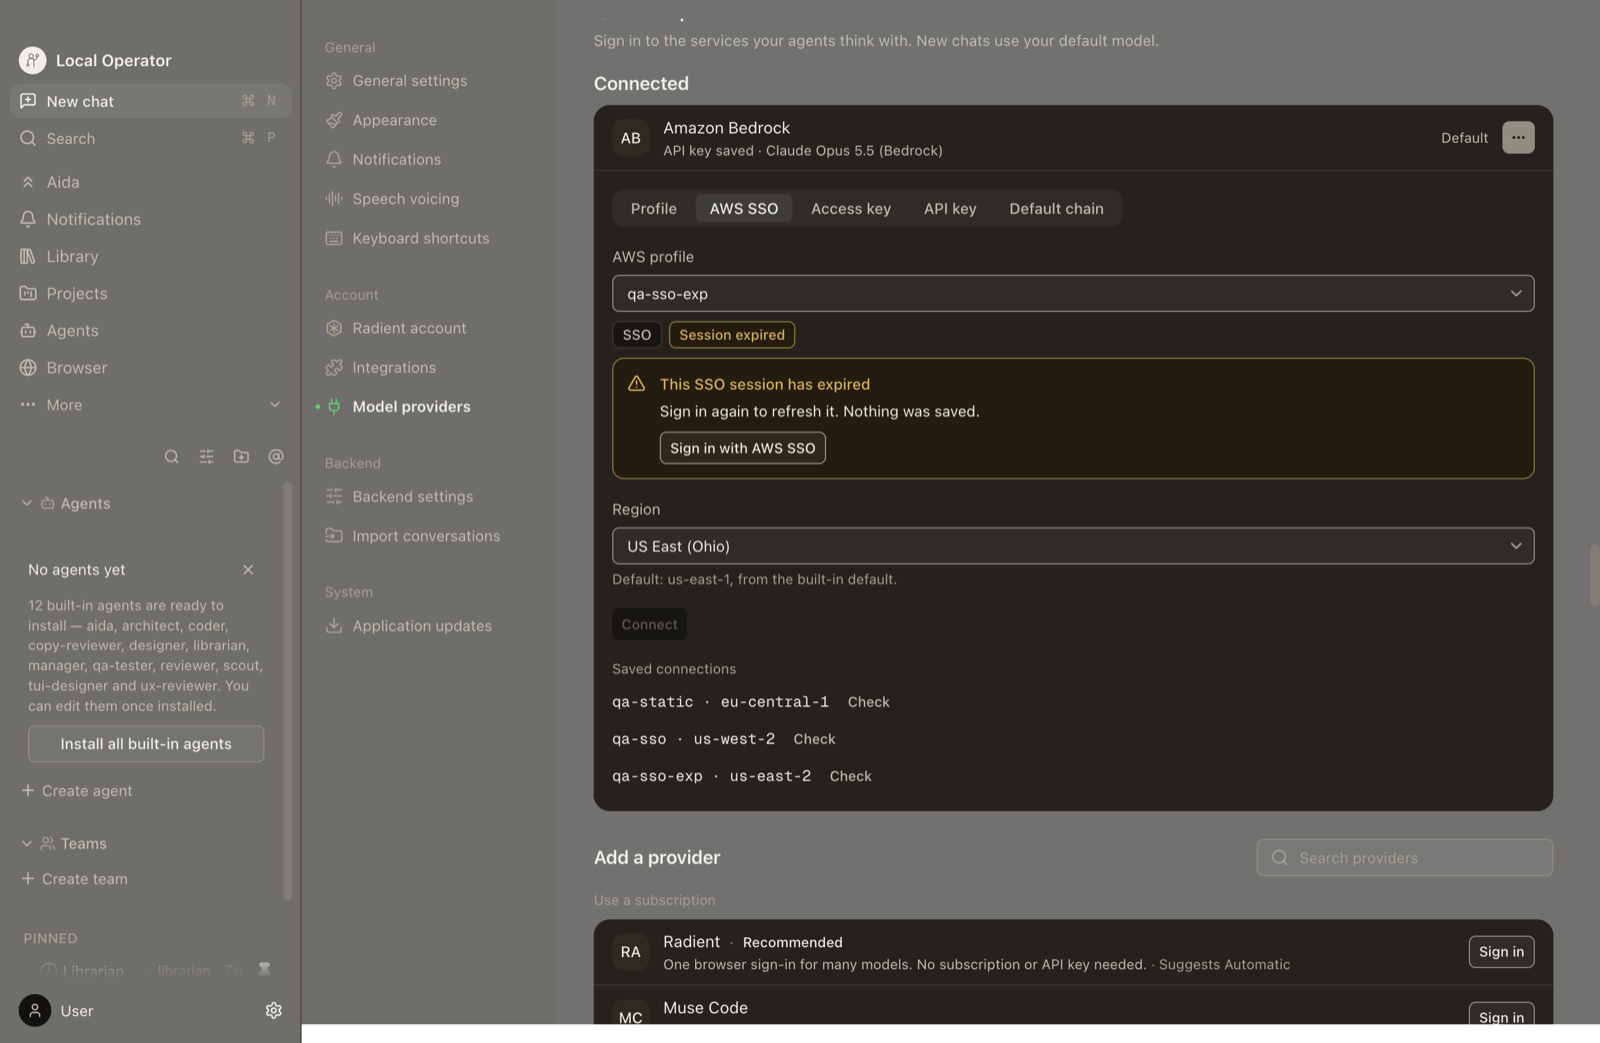 Local Operator
New chat ⌘ N
Search ⌘ P
Aida
Notifications
Library
Projects
Agents
Browser
More
Agents
No agents yet
12 built-in agents are ready to
install — aida, architect, coder,
copy-reviewer, designer, librarian,
manager, qa-tester, reviewer, scout,
tui-designer and ux-reviewer. You
can edit them once installed.
Install all built-in agents
Create agent
Teams
Create team
PINNED
Librarian · librarian 7m
User
General
General settings
Appearance
Notifications
Speech voicing
Keyboard shortcuts
Account
Radient account
Integrations
Model providers
Backend
Backend settings
Import conversations
System
Application updates
Sign in to the services your agents think with. New chats use your default model.
Connected
AB
Amazon Bedrock
API key saved · Claude Opus 5.5 (Bedrock)
Default
Profile AWS SSO Access key API key Default chain
AWS profile
qa-sso-exp
SSO Session expired
This SSO session has expired
Sign in again to refresh it. Nothing was saved.
Sign in with AWS SSO
Region
US East (Ohio)
Default: us-east-1, from the built-in default.
Connect
Saved connections
qa-static · eu-central-1 Check
qa-sso · us-west-2 Check
qa-sso-exp · us-east-2 Check
Add a provider
Search providers
Use a subscription
RA
Radient · Recommended
One browser sign-in for many models. No subscription or API key needed. · Suggests Automatic
Sign in
MC
Muse Code
Sign in